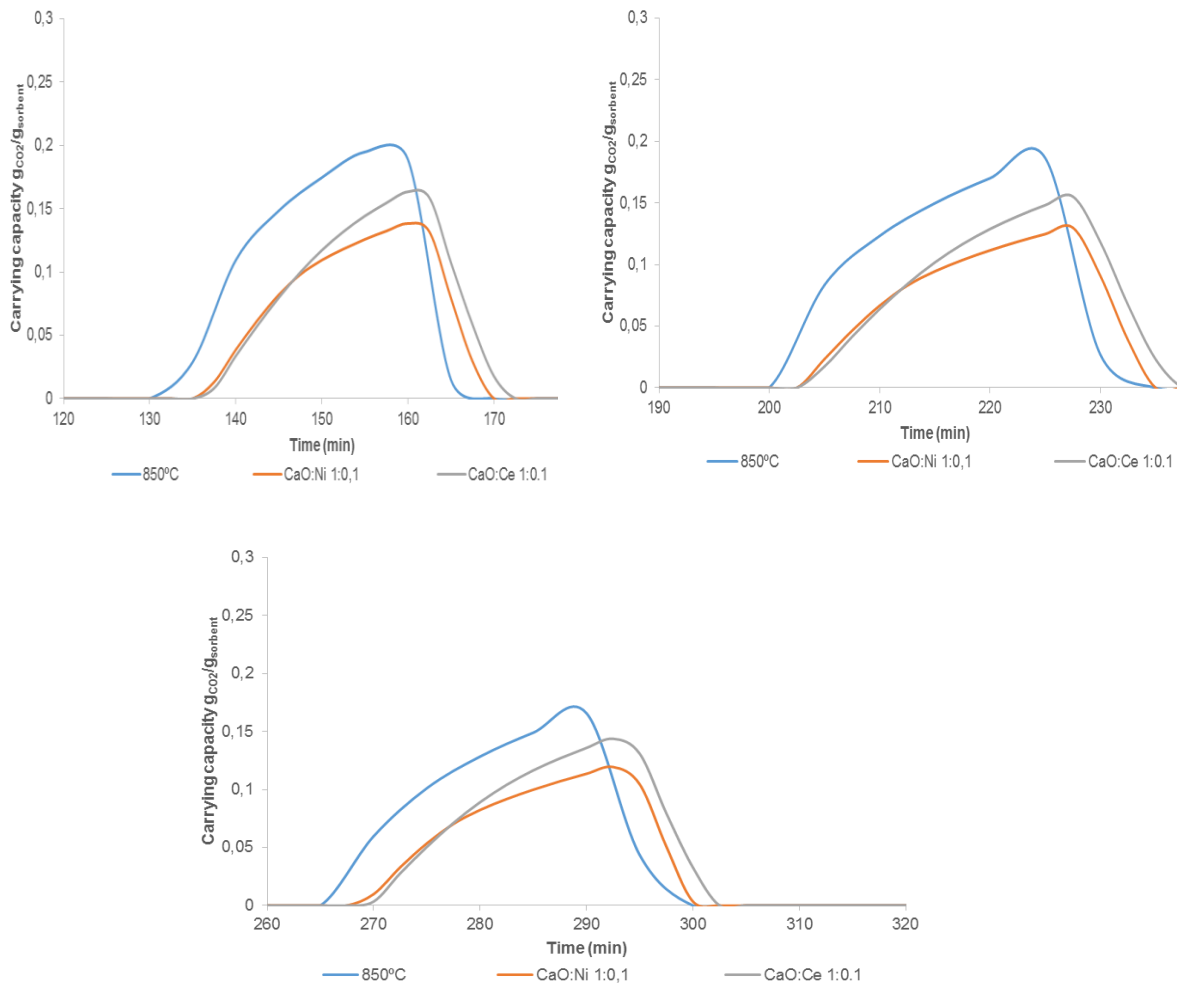 0,3
0,25
0,2
0,15
0,1
0,05
0
Carrying capacity gCO2/gsorbent
120 130 140 150 160 170
Time (min)
850ºC CaO:Ni 1:0,1 CaO:Ce 1:0.1
0,3
0,25
0,2
0,15
0,1
0,05
0
Carrying capacity gCO2/gsorbent
190 200 210 220 230
Time (min)
850ºC CaO:Ni 1:0,1 CaO:Ce 1:0.1
0,3
0,25
0,2
0,15
0,1
0,05
0
Carrying capacity gCO2/gsorbent
260 270 280 290 300 310 320
Time (min)
850ºC CaO:Ni 1:0,1 CaO:Ce 1:0.1